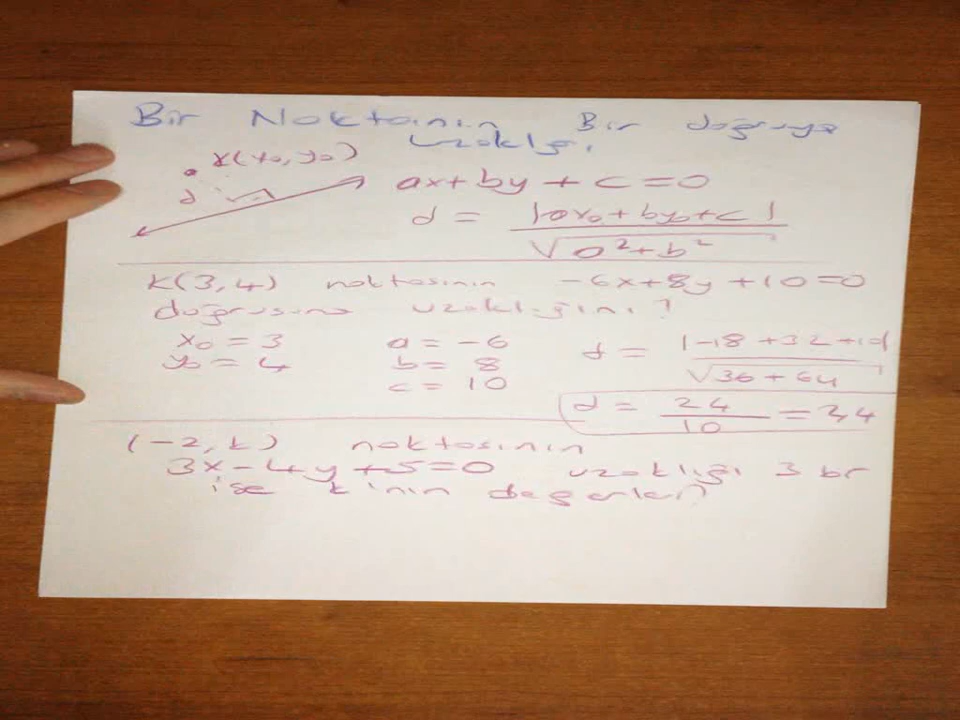 Bir Noktanın Bir doğruya
uzaklığı
K(x₀, y₀)
d
ax + by + c = 0
d = |ax₀ + by₀ + c| / √a² + b²
K(3,4) noktasının -6x + 8y + 10 = 0
doğrusuna uzaklığını?
x₀ = 3
y₀ = 4
a = -6
b = 8
c = 10
d = |-18 + 32 + 10| / √36 + 64
d = 24 / 10 = 2,4
(-2, k) noktasının
3x - 4y + 5 = 0 uzaklığı 3 br
ise k'nın değerleri?